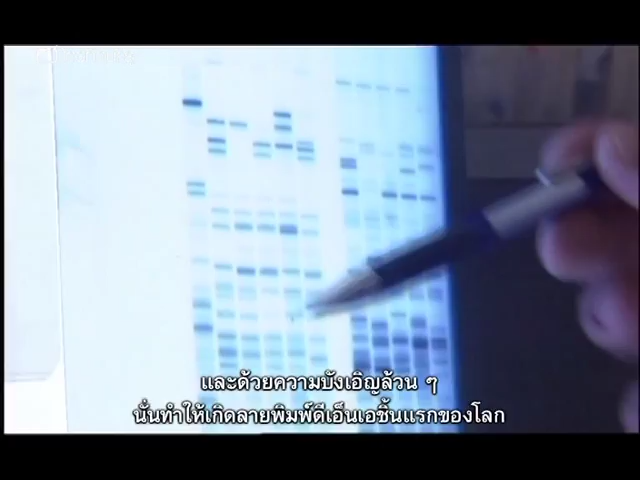 และด้วยความบังเอิญล้วน ๆ
นั่นทำให้เกิดลายพิมพ์ดีเอ็นเอชิ้นแรกของโลก